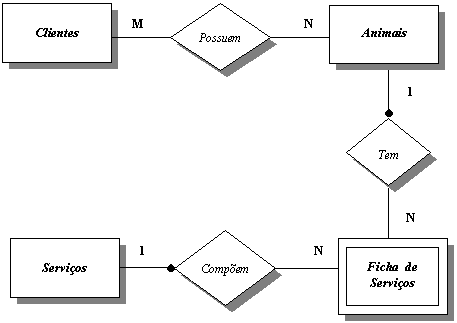 Clientes
M
Possuem
N
Animais
1
Tem
N
Serviços
1
Compõem
N
Ficha de
Serviços